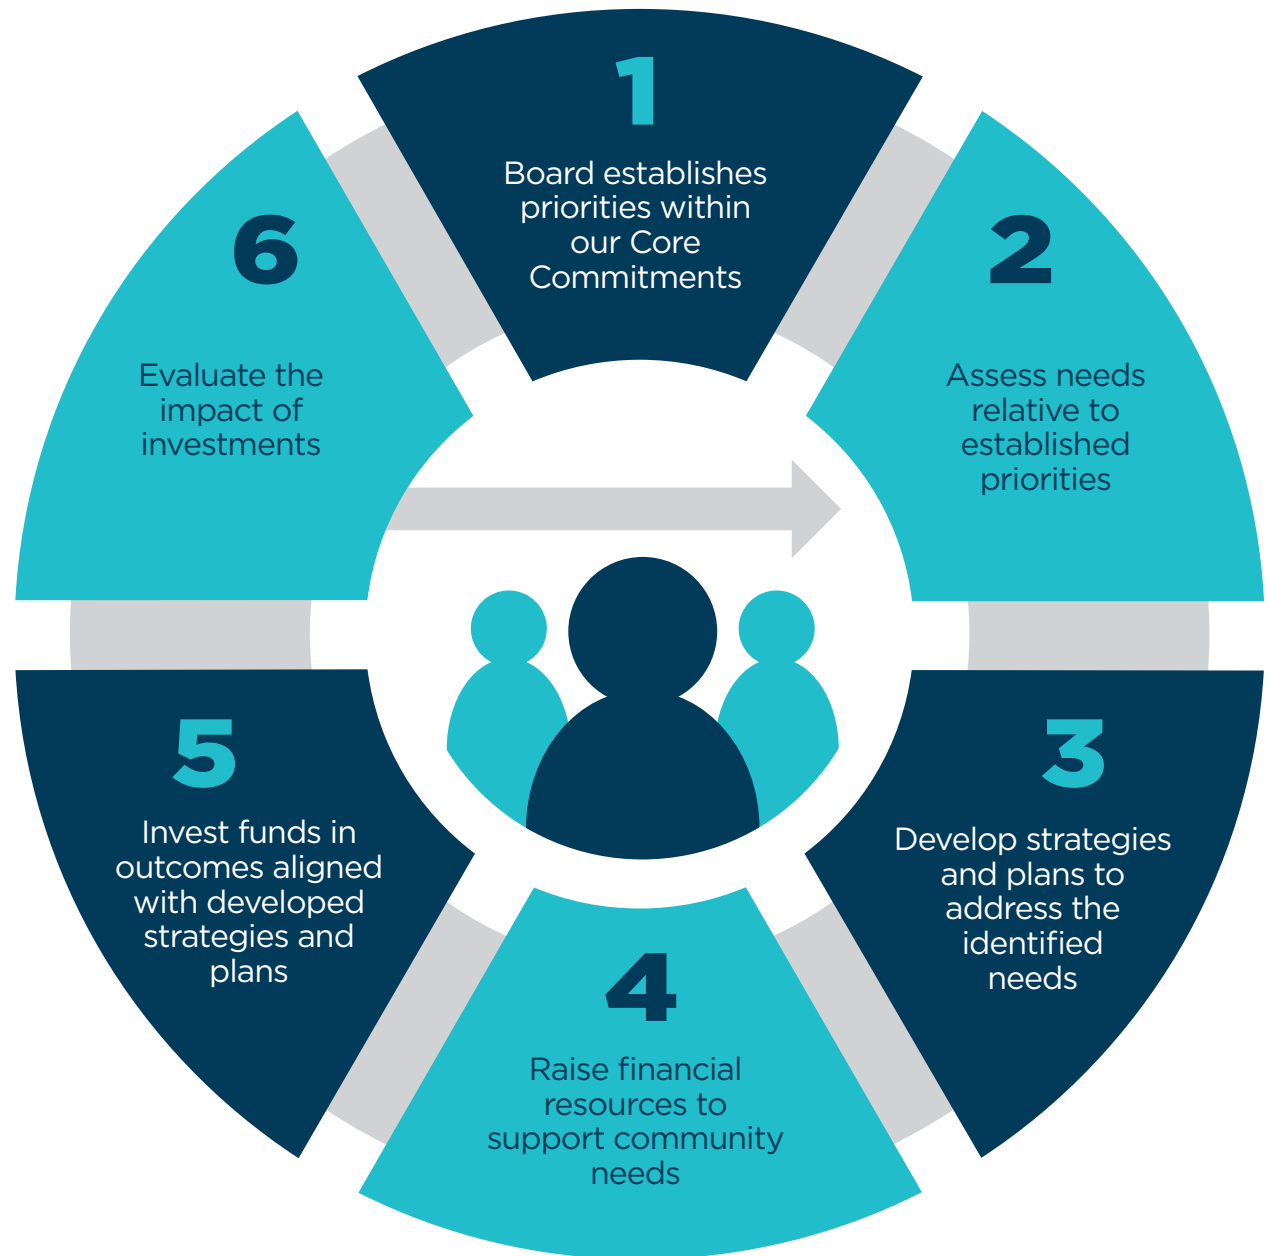 1
Board establishes
priorities within
our Core
Commitments
2
Assess needs
relative to
established
priorities
3
Develop strategies
and plans to
address the
identified
needs
4
Raise financial
resources to
support community
needs
5
Invest funds in
outcomes aligned
with developed
strategies and
plans
6
Evaluate the
impact of
investments